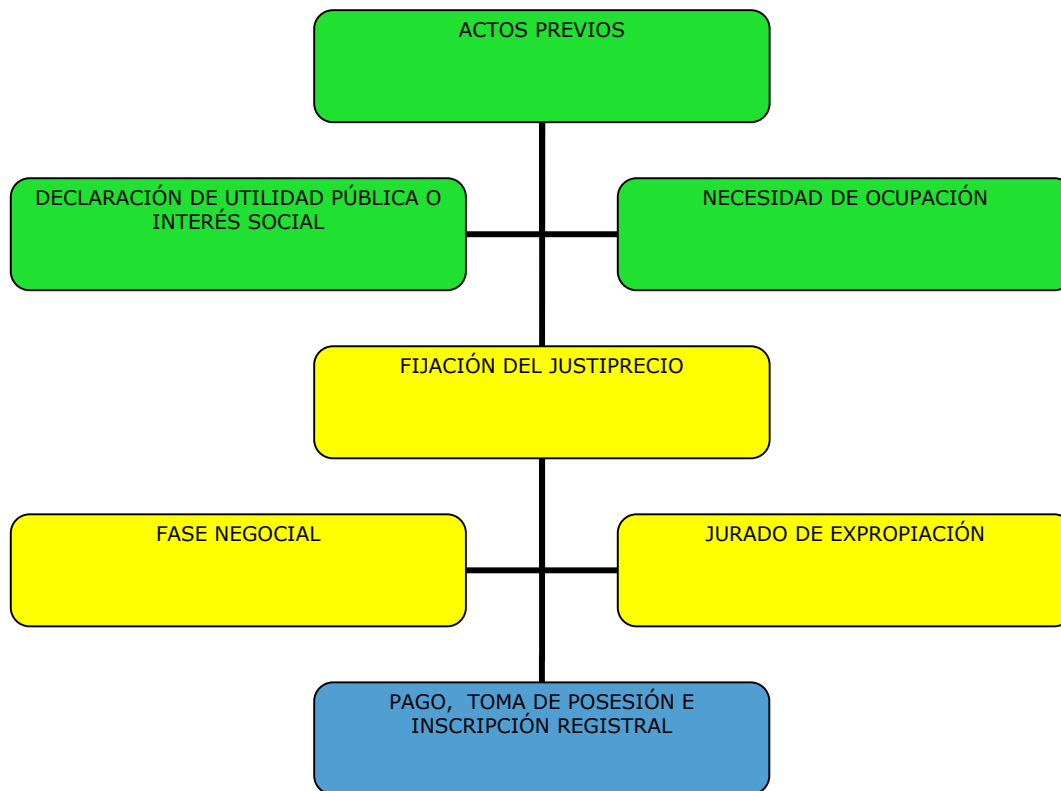 ACTOS PREVIOS
DECLARACIÓN DE UTILIDAD PÚBLICA O
INTERÉS SOCIAL
NECESIDAD DE OCUPACIÓN
FIJACIÓN DEL JUSTIPRECIO
FASE NEGOCIAL
JURADO DE EXPROPIACIÓN
PAGO, TOMA DE POSESIÓN E
INSCRIPCIÓN REGISTRAL